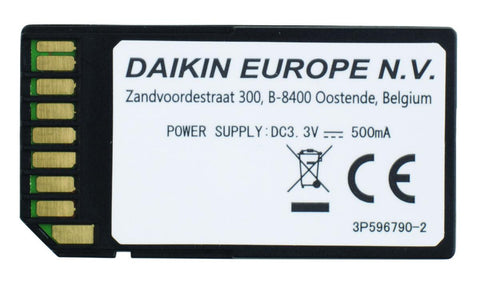 DAIKIN EUROPE N.V.
Zandvoordestraat 300, B-8400 Oostende, Belgium
POWER SUPPLY:DC3.3V ⎓ 500mA
CE
3P596790-2